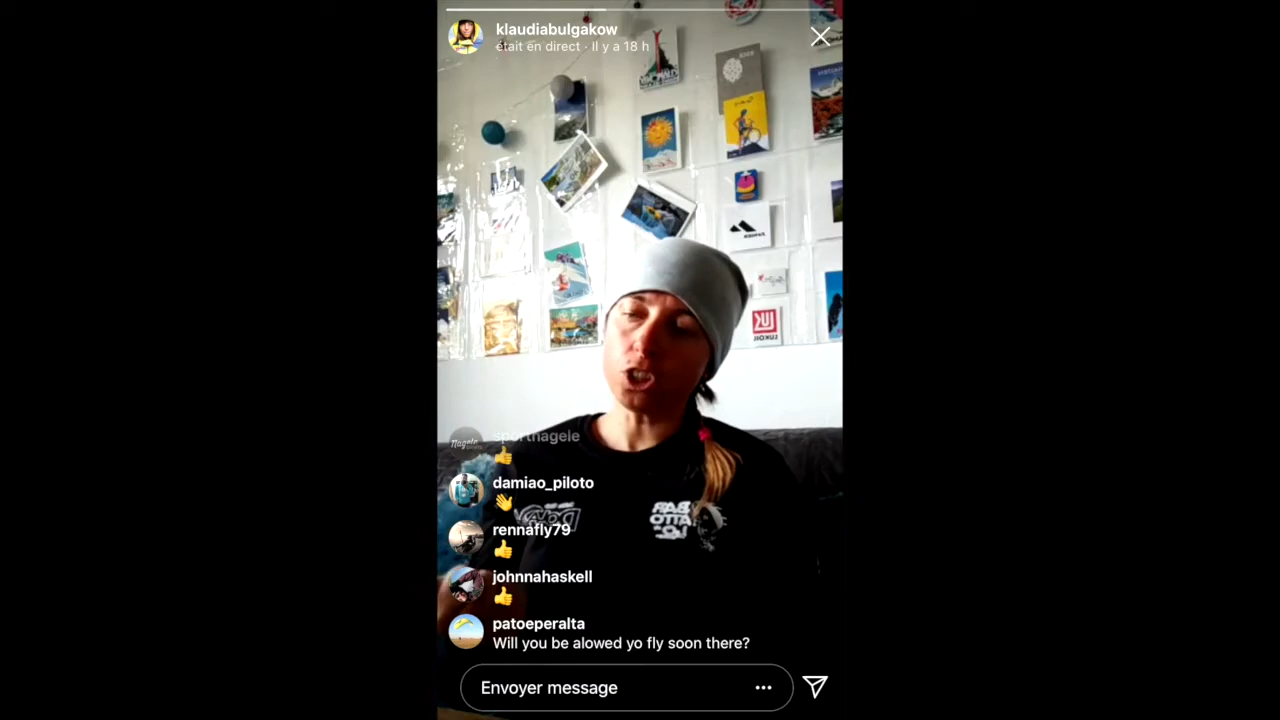 klaudiabulgakow
était en direct · Il y a 18 h
LUKOIL
sportnagele
👍
damiao_piloto
👋
rennafly79
👍
johnnahaskell
👍
patoeperalta
Will you be alowed yo fly soon there?
Envoyer message